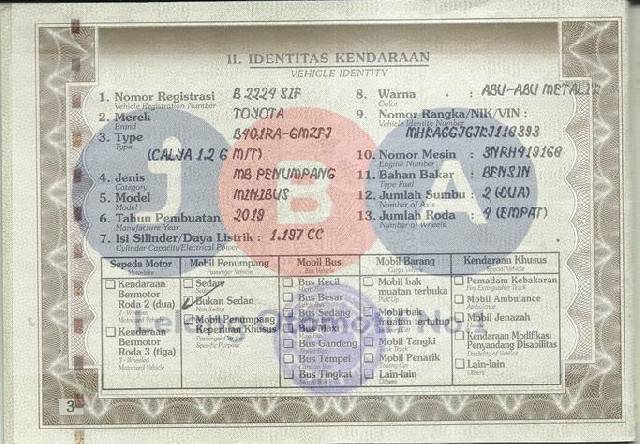 II. IDENTITAS KENDARAAN
VEHICLE IDENTITY
1. Nomor Registrasi B 2229 SIF
Vehicle Registration Number
2. Merek TOYOTA
Brand
3. Type B401RA-GMZFJ
Type (CALYA 1.2 G M/T)
4. Jenis MB PENUMPANG
Category
5. Model MINIBUS
Model
6. Tahun Pembuatan 2019
Manufacture Year
7. Isi Silinder/Daya Listrik : 1.197 CC
Cylinder Capacity/Electrical Power
8. Warna : ABU-ABU METALIK
Color
9. Nomor Rangka/NIK/VIN :
Vehicle Identity Number
10. Nomor Mesin :
Engine Number
11. Bahan Bakar : BENSIN
Type Fuel
12. Jumlah Sumbu : 2 (DUA)
Number of Axis
13. Jumlah Roda : 4 (EMPAT)
Number of Wheels
Sepeda Motor
Motorbike
Kendaraan
Bermotor
Roda 2 (dua)
Kendaraan
Bermotor
Roda 3 (tiga)
Mobil Penumpang
Passenger Vehicle
Sedan
Bukan Sedan
Mobil Penumpang
Keperluan Khusus
Mobil Bus
Bus Vehicle
Bus Kecil
Bus Besar
Bus Sedang
Bus Maxi
Bus Gandeng
Bus Tempel
Bus Tingkat
Mobil Barang
Cargo Vehicle
Mobil bak
muatan terbuka
Mobil bak
muatan tertutup
Mobil Tangki
Mobil Penarik
Lain-lain
Others
Kendaraan Khusus
Special Vehicle
Pemadam Kebakaran
Mobil Ambulance
Mobil Jenazah
Kendaraan Modifikasi
Penyandang Disabilitas
Lain-lain
Others
J B A
Lelang Otomotif No.1
3